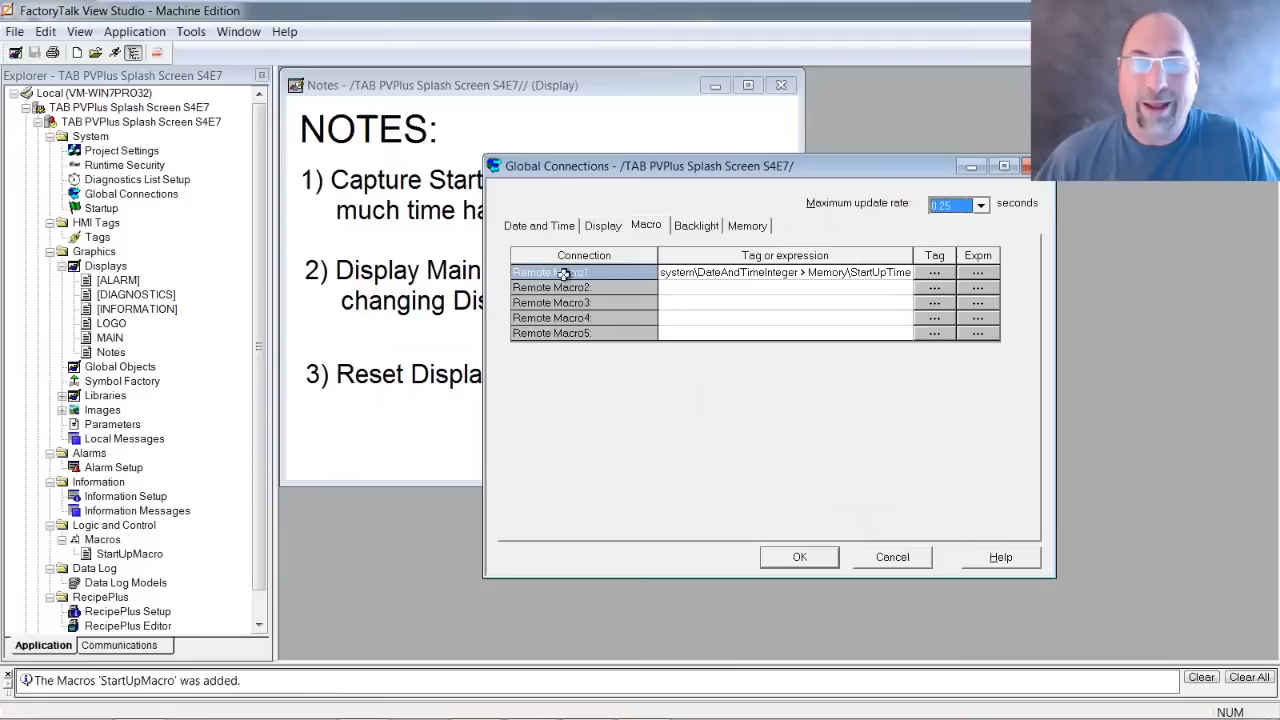 FactoryTalk View Studio - Machine Edition
File Edit View Application Tools Window Help
Explorer - TAB PVPlus Splash Screen S4E7
Local (VM-WIN7PRO32)
TAB PVPlus Splash Screen S4E7
TAB PVPlus Splash Screen S4E7
System
Project Settings
Runtime Security
Diagnostics List Setup
Global Connections
Startup
HMI Tags
Tags
Graphics
Displays
[ALARM]
[DIAGNOSTICS]
[INFORMATION]
LOGO
MAIN
Notes
Global Objects
Symbol Factory
Libraries
Images
Parameters
Local Messages
Alarms
Alarm Setup
Information
Information Setup
Information Messages
Logic and Control
Macros
StartUpMacro
Data Log
Data Log Models
RecipePlus
RecipePlus Setup
RecipePlus Editor
Application Communications
Notes - /TAB PVPlus Splash Screen S4E7// (Display)
NOTES:
1) Capture Start
much time ha
2) Display Main
changing Dis
3) Reset Displa
Global Connections - /TAB PVPlus Splash Screen S4E7/
Maximum update rate: 0.25 seconds
Date and Time Display Macro Backlight Memory
Connection Tag or expression Tag Exprn
Remote Macro1: system\DateAndTimeInteger > Memory\StartUpTime ... ...
Remote Macro2: ... ...
Remote Macro3: ... ...
Remote Macro4: ... ...
Remote Macro5: ... ...
OK Cancel Help
The Macros 'StartUpMacro' was added.
Clear Clear All
NUM